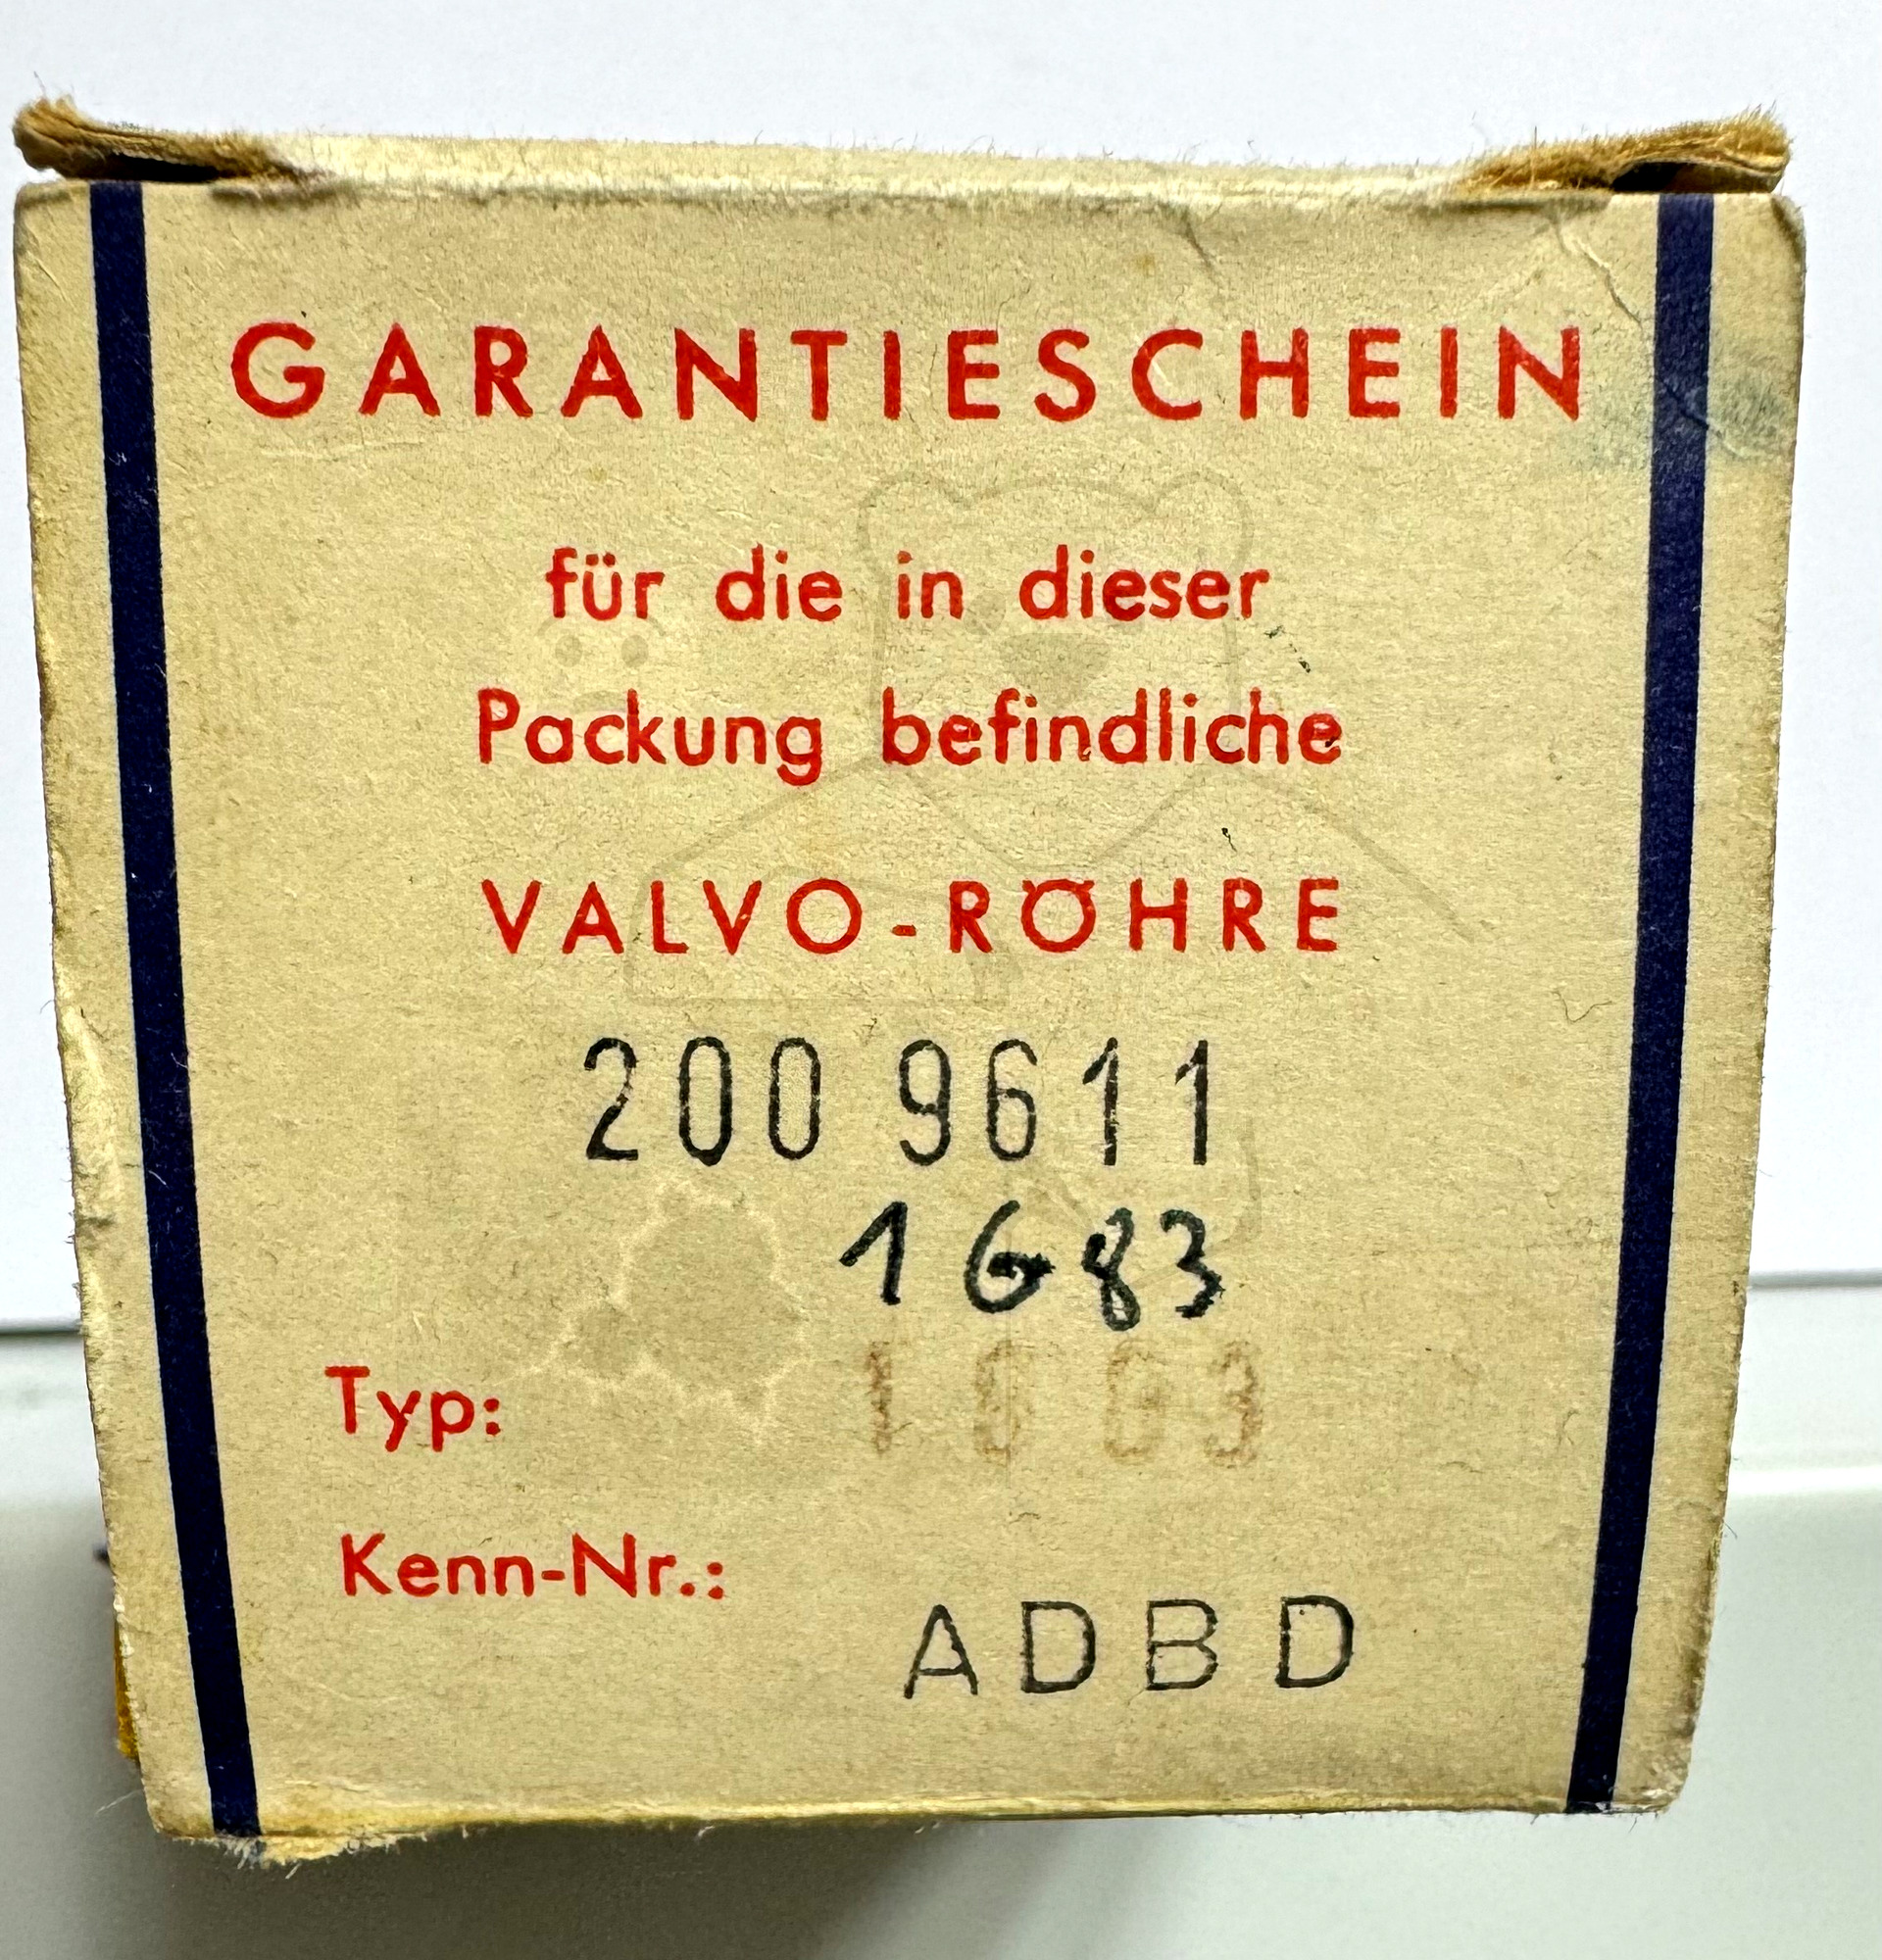 GARANTIESCHEIN
für die in dieser
Packung befindliche
VALVO-RÖHRE
200 9611
1683
Typ:
Kenn-Nr.:
ADBD